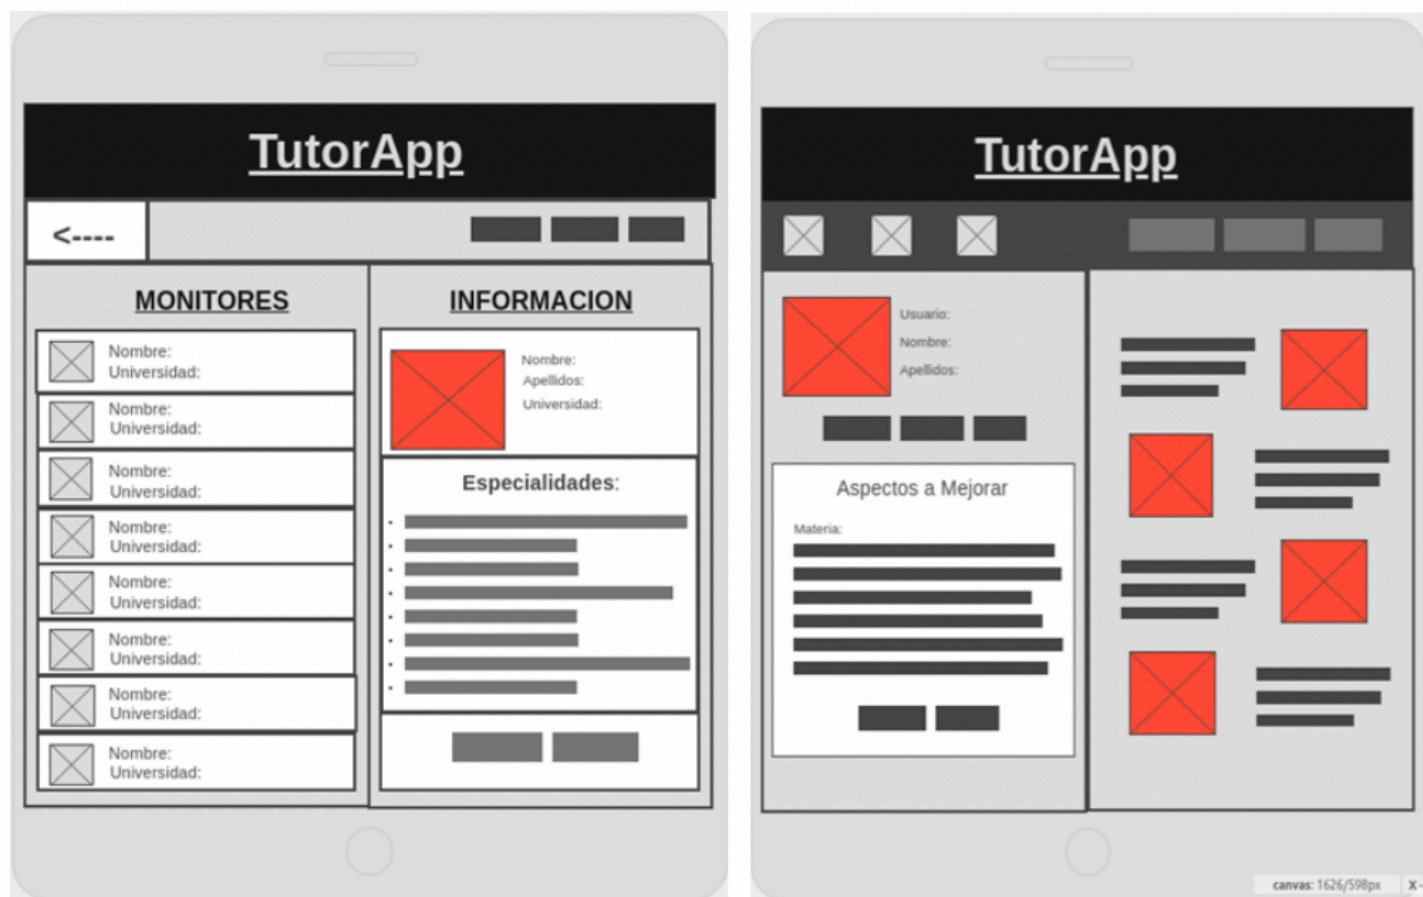 TutorApp
<----
MONITORES
Nombre:
Universidad:
Nombre:
Universidad:
Nombre:
Universidad:
Nombre:
Universidad:
Nombre:
Universidad:
Nombre:
Universidad:
Nombre:
Universidad:
Nombre:
Universidad:
INFORMACION
Nombre:
Apellidos:
Universidad:
Especialidades:
TutorApp
Usuario:
Nombre:
Apellidos:
Aspectos a Mejorar
Materia:
canvas: 1626/598px
X -